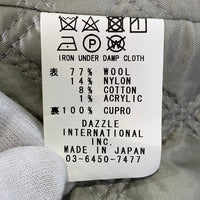 IRON UNDER DAMP CLOTH
表 77% WOOL
14% NYLON
8% COTTON
1% ACRYLIC
裏100% CUPRO
DAZZLE
INTERNATIONAL
INC.
MADE IN JAPAN
03-6450-7477